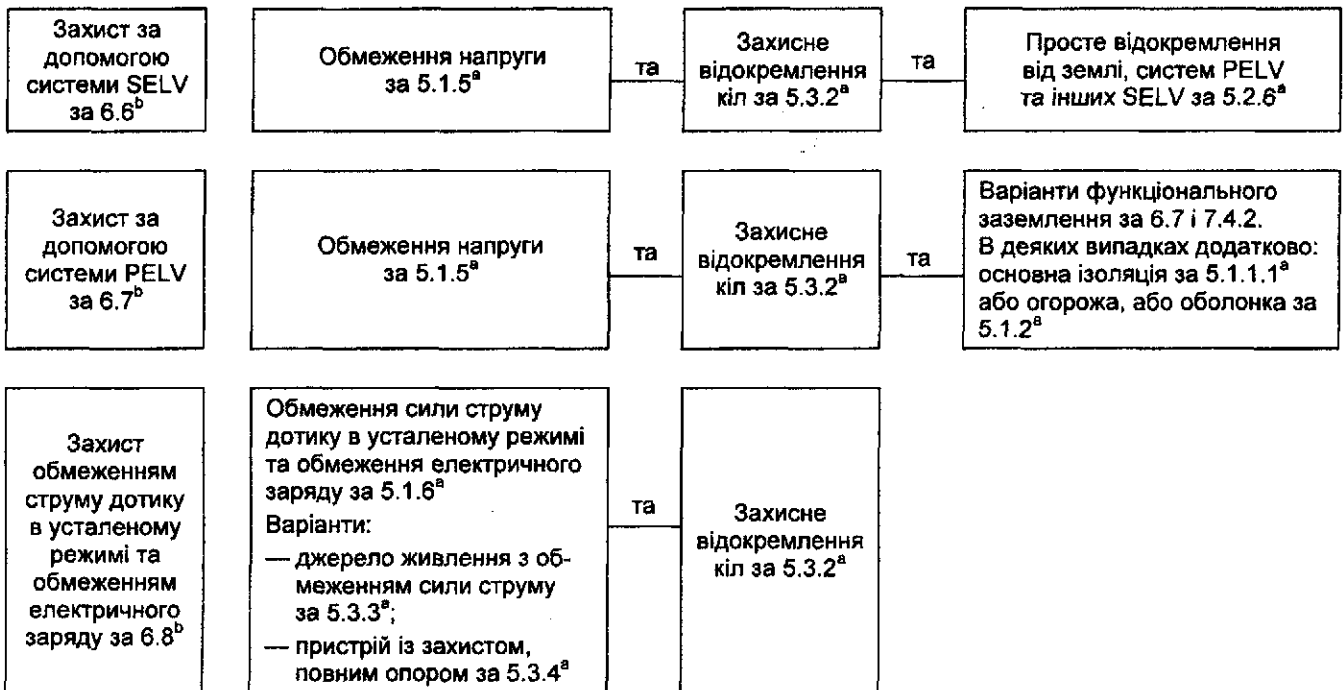 Захист за
допомогою
системи SELV
за 6.6ᵇ
Обмеження напруги
за 5.1.5ª
та
Захисне
відокремлення
кіл за 5.3.2ª
та
Просте відокремлення
від землі, систем PELV
та інших SELV за 5.2.6ª
Захист за
допомогою
системи PELV
за 6.7ᵇ
Обмеження напруги
за 5.1.5ª
та
Захисне
відокремлення
кіл за 5.3.2ª
та
Варіанти функціонального
заземлення за 6.7 і 7.4.2.
В деяких випадках додатково:
основна ізоляція за 5.1.1.1ª
або огорожа, або оболонка за
5.1.2ª
Захист
обмеженням
струму дотику
в усталеному
режимі та
обмеженням
електричного
заряду за 6.8ᵇ
Обмеження сили струму
дотику в усталеному режимі
та обмеження електричного
заряду за 5.1.6ª
Варіанти:
— джерело живлення з об-
меженням сили струму
за 5.3.3ª;
— пристрій із захистом,
повним опором за 5.3.4ª
та
Захисне
відокремлення
кіл за 5.3.2ª